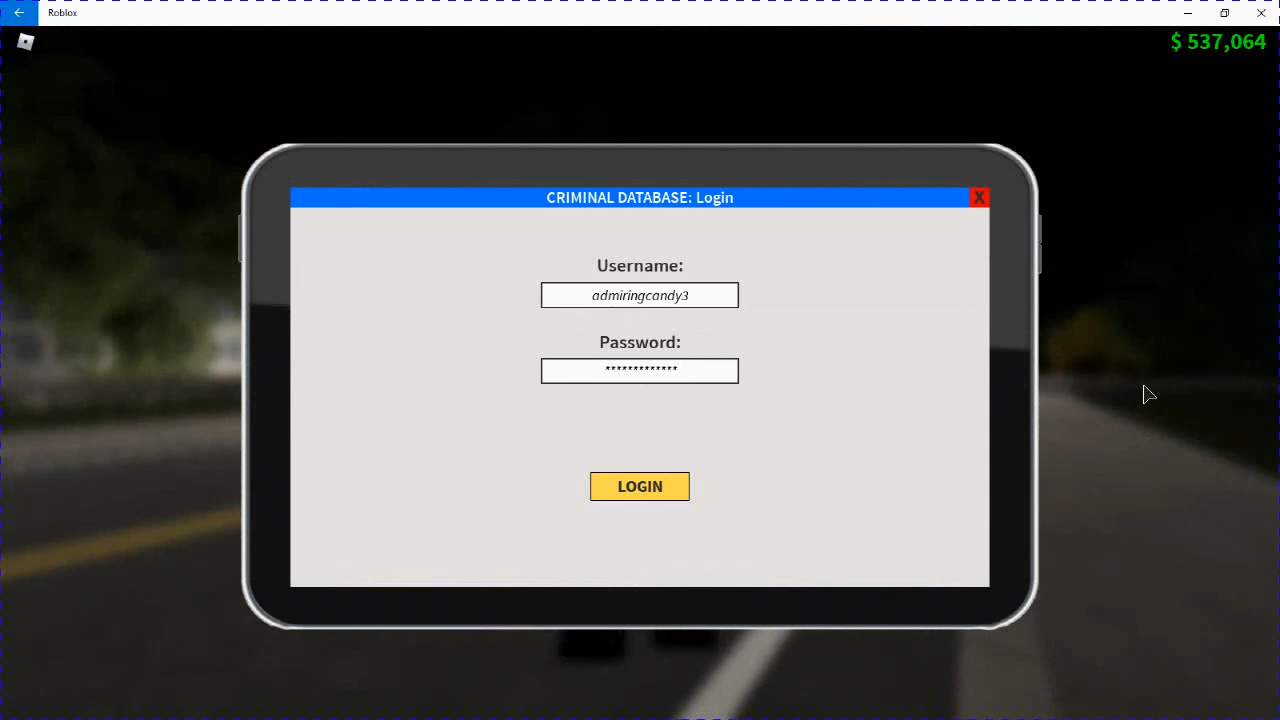 Roblox
$ 537,064
CRIMINAL DATABASE: Login
X
Username:
admiringcandy3
Password:
*************
LOGIN